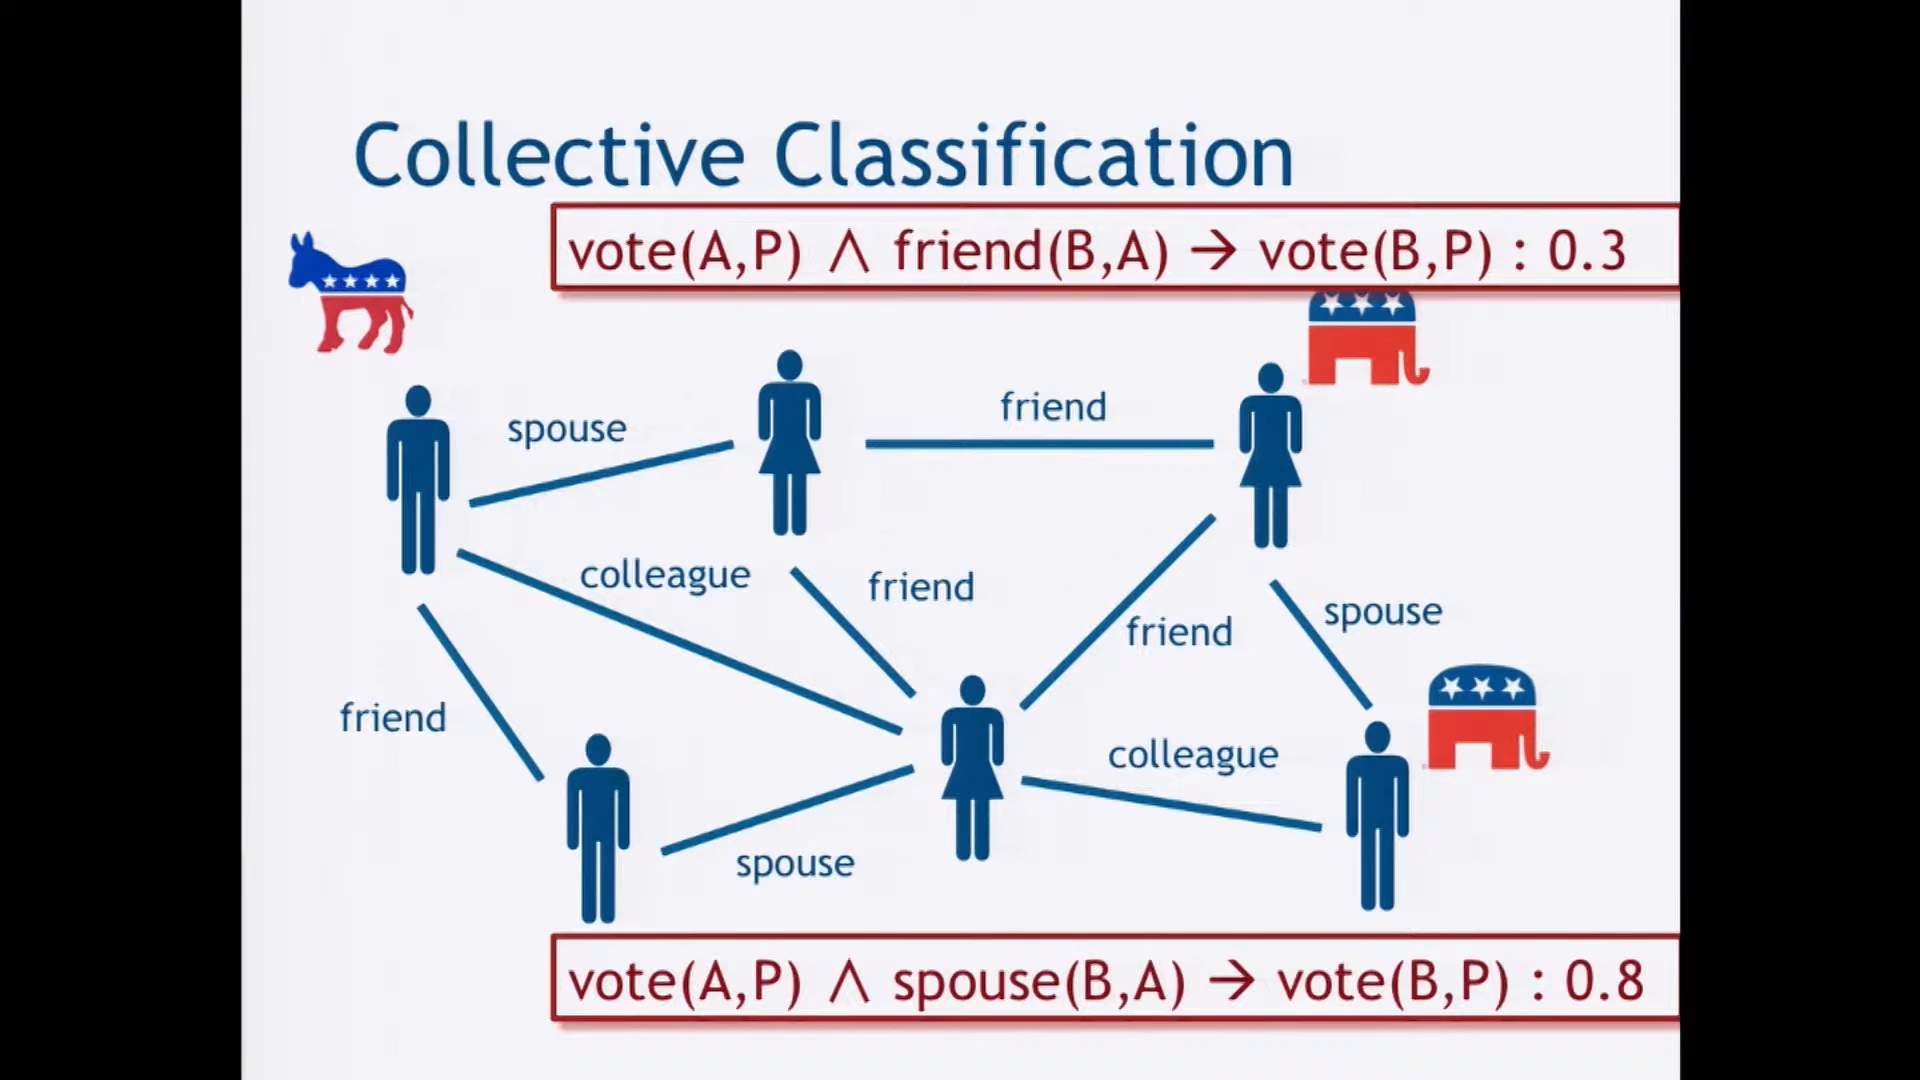 Collective Classification
vote(A,P) ∧ friend(B,A) → vote(B,P) : 0.3
spouse
friend
colleague
friend
friend
spouse
friend
colleague
spouse
vote(A,P) ∧ spouse(B,A) → vote(B,P) : 0.8